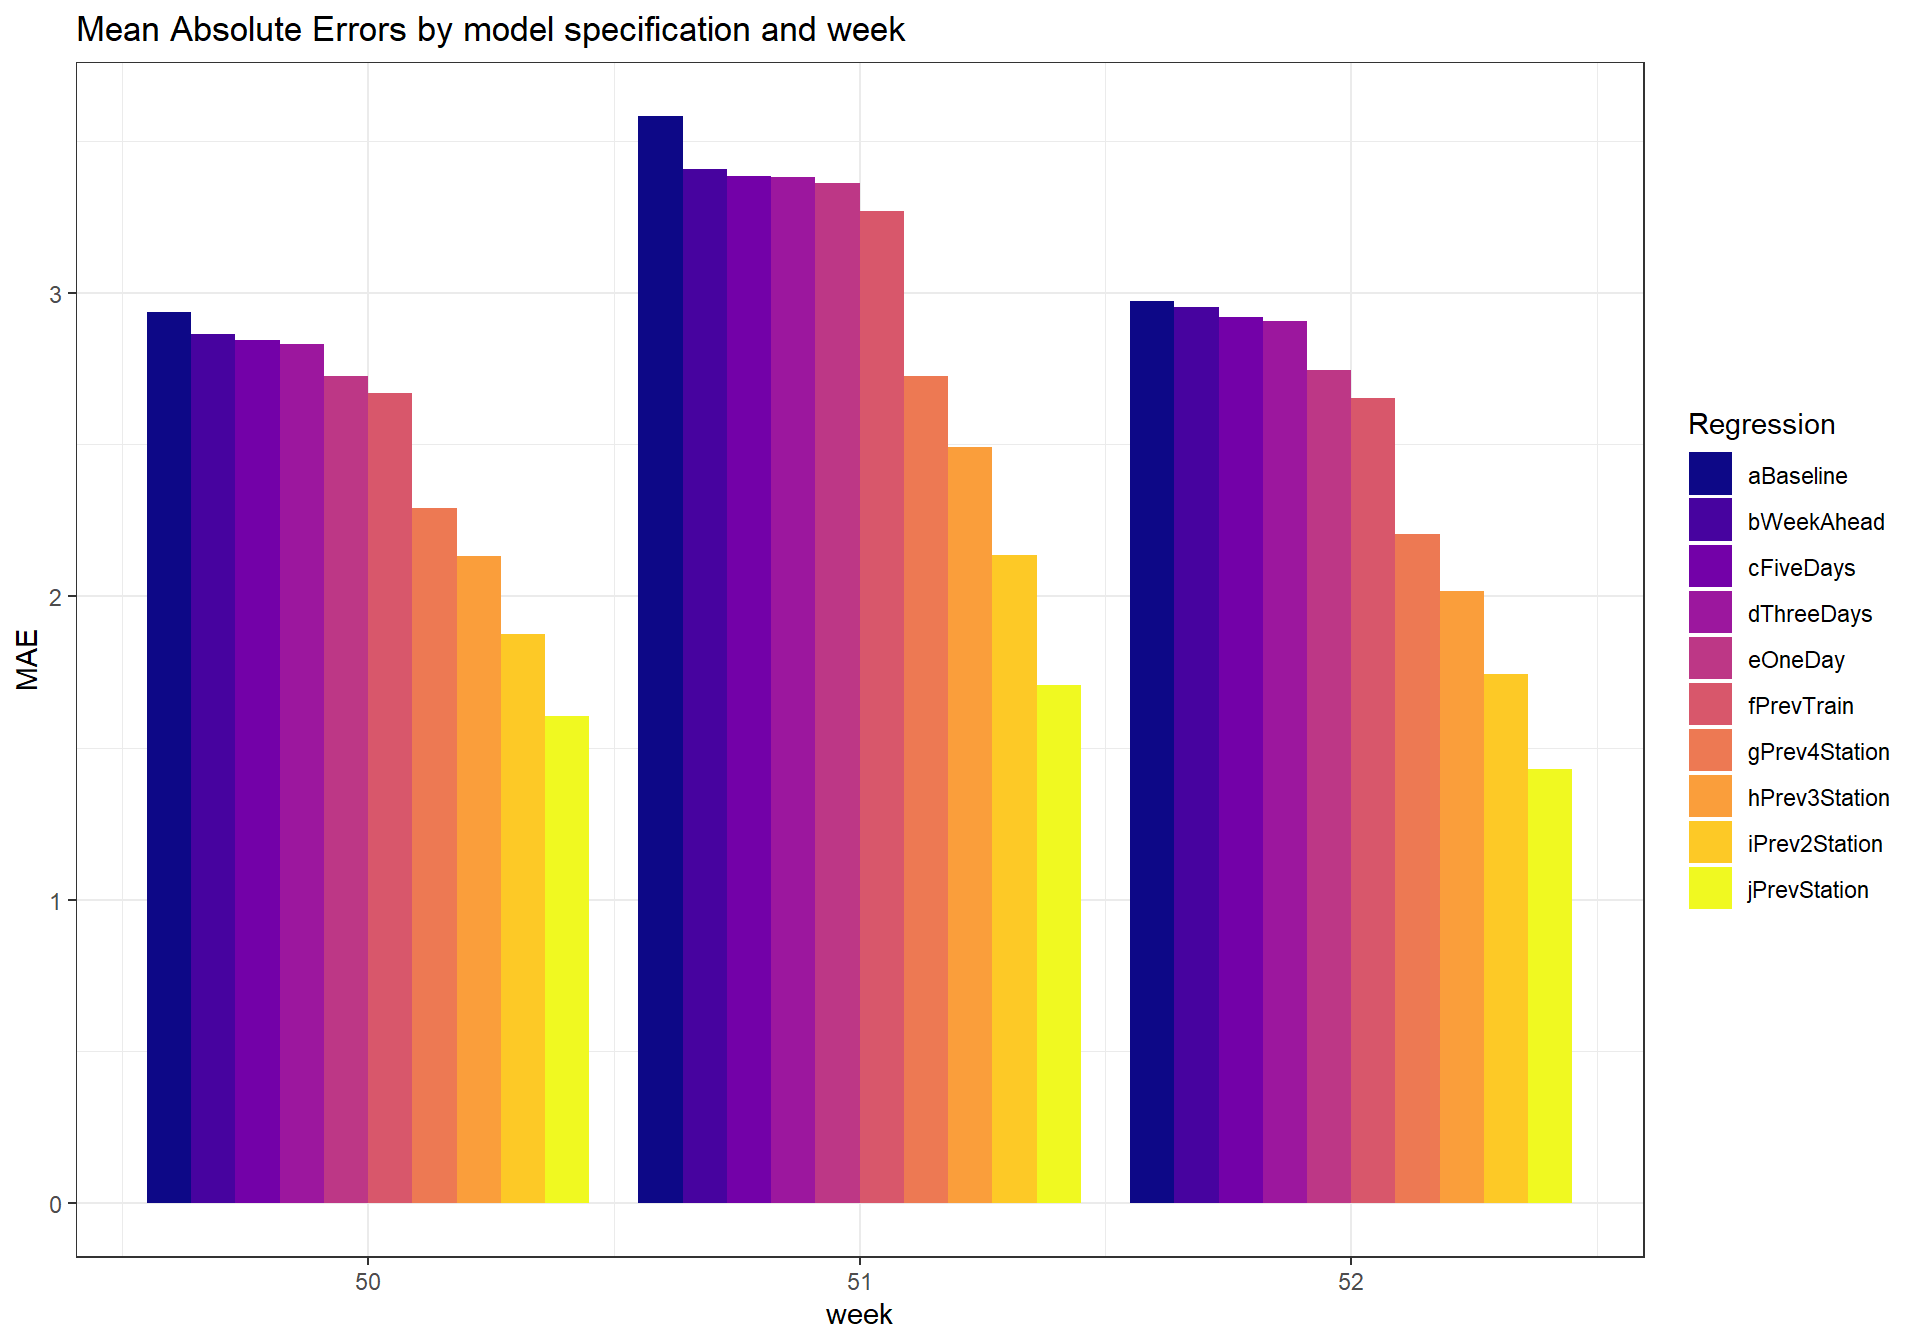 Mean Absolute Errors by model specification and week
MAE
3
2
1
0
50
51
52
week
Regression
aBaseline
bWeekAhead
cFiveDays
dThreeDays
eOneDay
fPrevTrain
gPrev4Station
hPrev3Station
iPrev2Station
jPrevStation